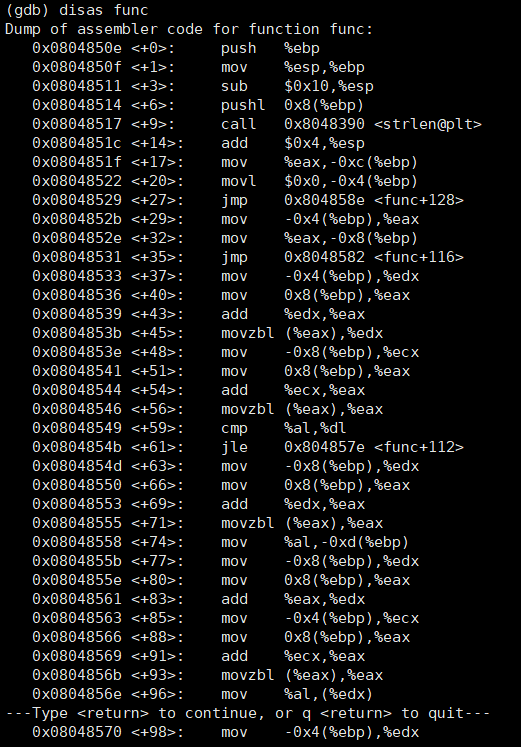 (gdb) disas func
Dump of assembler code for function func:
   0x0804850e <+0>:     push   %ebp
   0x0804850f <+1>:     mov    %esp,%ebp
   0x08048511 <+3>:     sub    $0x10,%esp
   0x08048514 <+6>:     pushl  0x8(%ebp)
   0x08048517 <+9>:     call   0x8048390 <strlen@plt>
   0x0804851c <+14>:    add    $0x4,%esp
   0x0804851f <+17>:    mov    %eax,-0xc(%ebp)
   0x08048522 <+20>:    movl   $0x0,-0x4(%ebp)
   0x08048529 <+27>:    jmp    0x804858e <func+128>
   0x0804852b <+29>:    mov    -0x4(%ebp),%eax
   0x0804852e <+32>:    mov    %eax,-0x8(%ebp)
   0x08048531 <+35>:    jmp    0x8048582 <func+116>
   0x08048533 <+37>:    mov    -0x4(%ebp),%edx
   0x08048536 <+40>:    mov    0x8(%ebp),%eax
   0x08048539 <+43>:    add    %edx,%eax
   0x0804853b <+45>:    movzbl (%eax),%edx
   0x0804853e <+48>:    mov    -0x8(%ebp),%ecx
   0x08048541 <+51>:    mov    0x8(%ebp),%eax
   0x08048544 <+54>:    add    %ecx,%eax
   0x08048546 <+56>:    movzbl (%eax),%eax
   0x08048549 <+59>:    cmp    %al,%dl
   0x0804854b <+61>:    jle    0x804857e <func+112>
   0x0804854d <+63>:    mov    -0x8(%ebp),%edx
   0x08048550 <+66>:    mov    0x8(%ebp),%eax
   0x08048553 <+69>:    add    %edx,%eax
   0x08048555 <+71>:    movzbl (%eax),%eax
   0x08048558 <+74>:    mov    %al,-0xd(%ebp)
   0x0804855b <+77>:    mov    -0x8(%ebp),%edx
   0x0804855e <+80>:    mov    0x8(%ebp),%eax
   0x08048561 <+83>:    add    %eax,%edx
   0x08048563 <+85>:    mov    -0x4(%ebp),%ecx
   0x08048566 <+88>:    mov    0x8(%ebp),%eax
   0x08048569 <+91>:    add    %ecx,%eax
   0x0804856b <+93>:    movzbl (%eax),%eax
   0x0804856e <+96>:    mov    %al,(%edx)
---Type <return> to continue, or q <return> to quit---
   0x08048570 <+98>:    mov    -0x4(%ebp),%edx